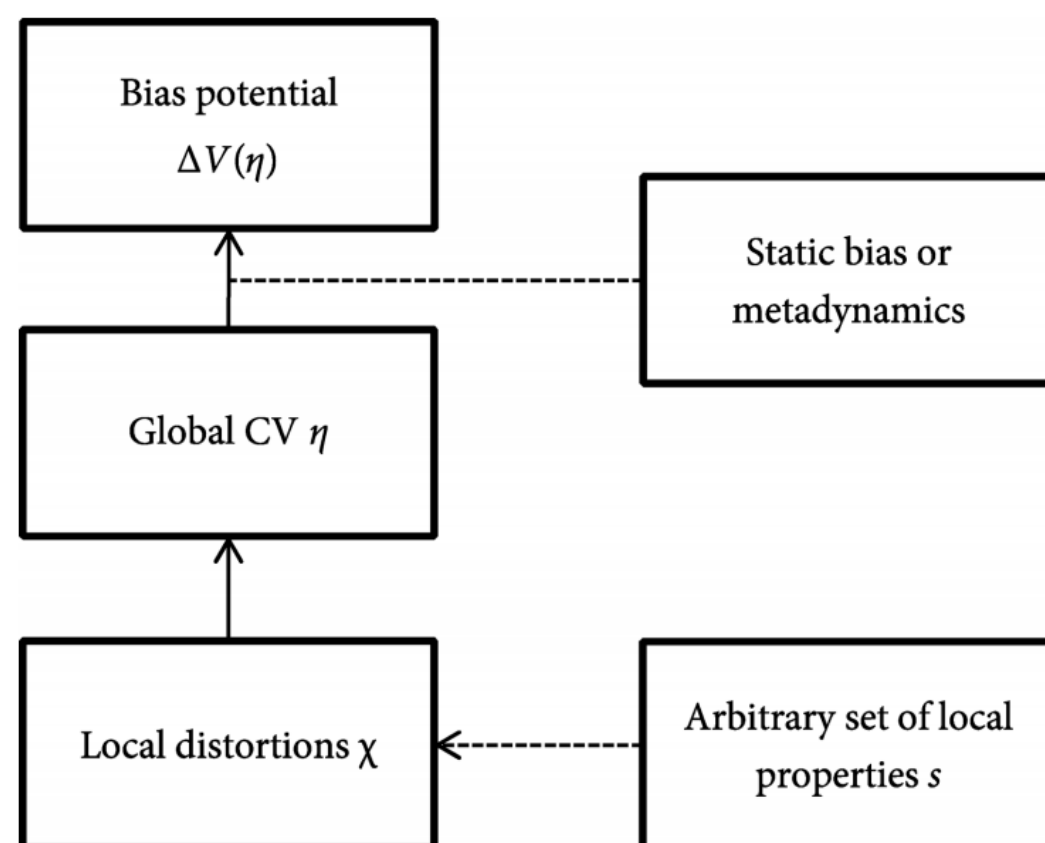 Bias potential
ΔV(η)
Static bias or
metadynamics
Global CV η
Local distortions χ
Arbitrary set of local
properties s